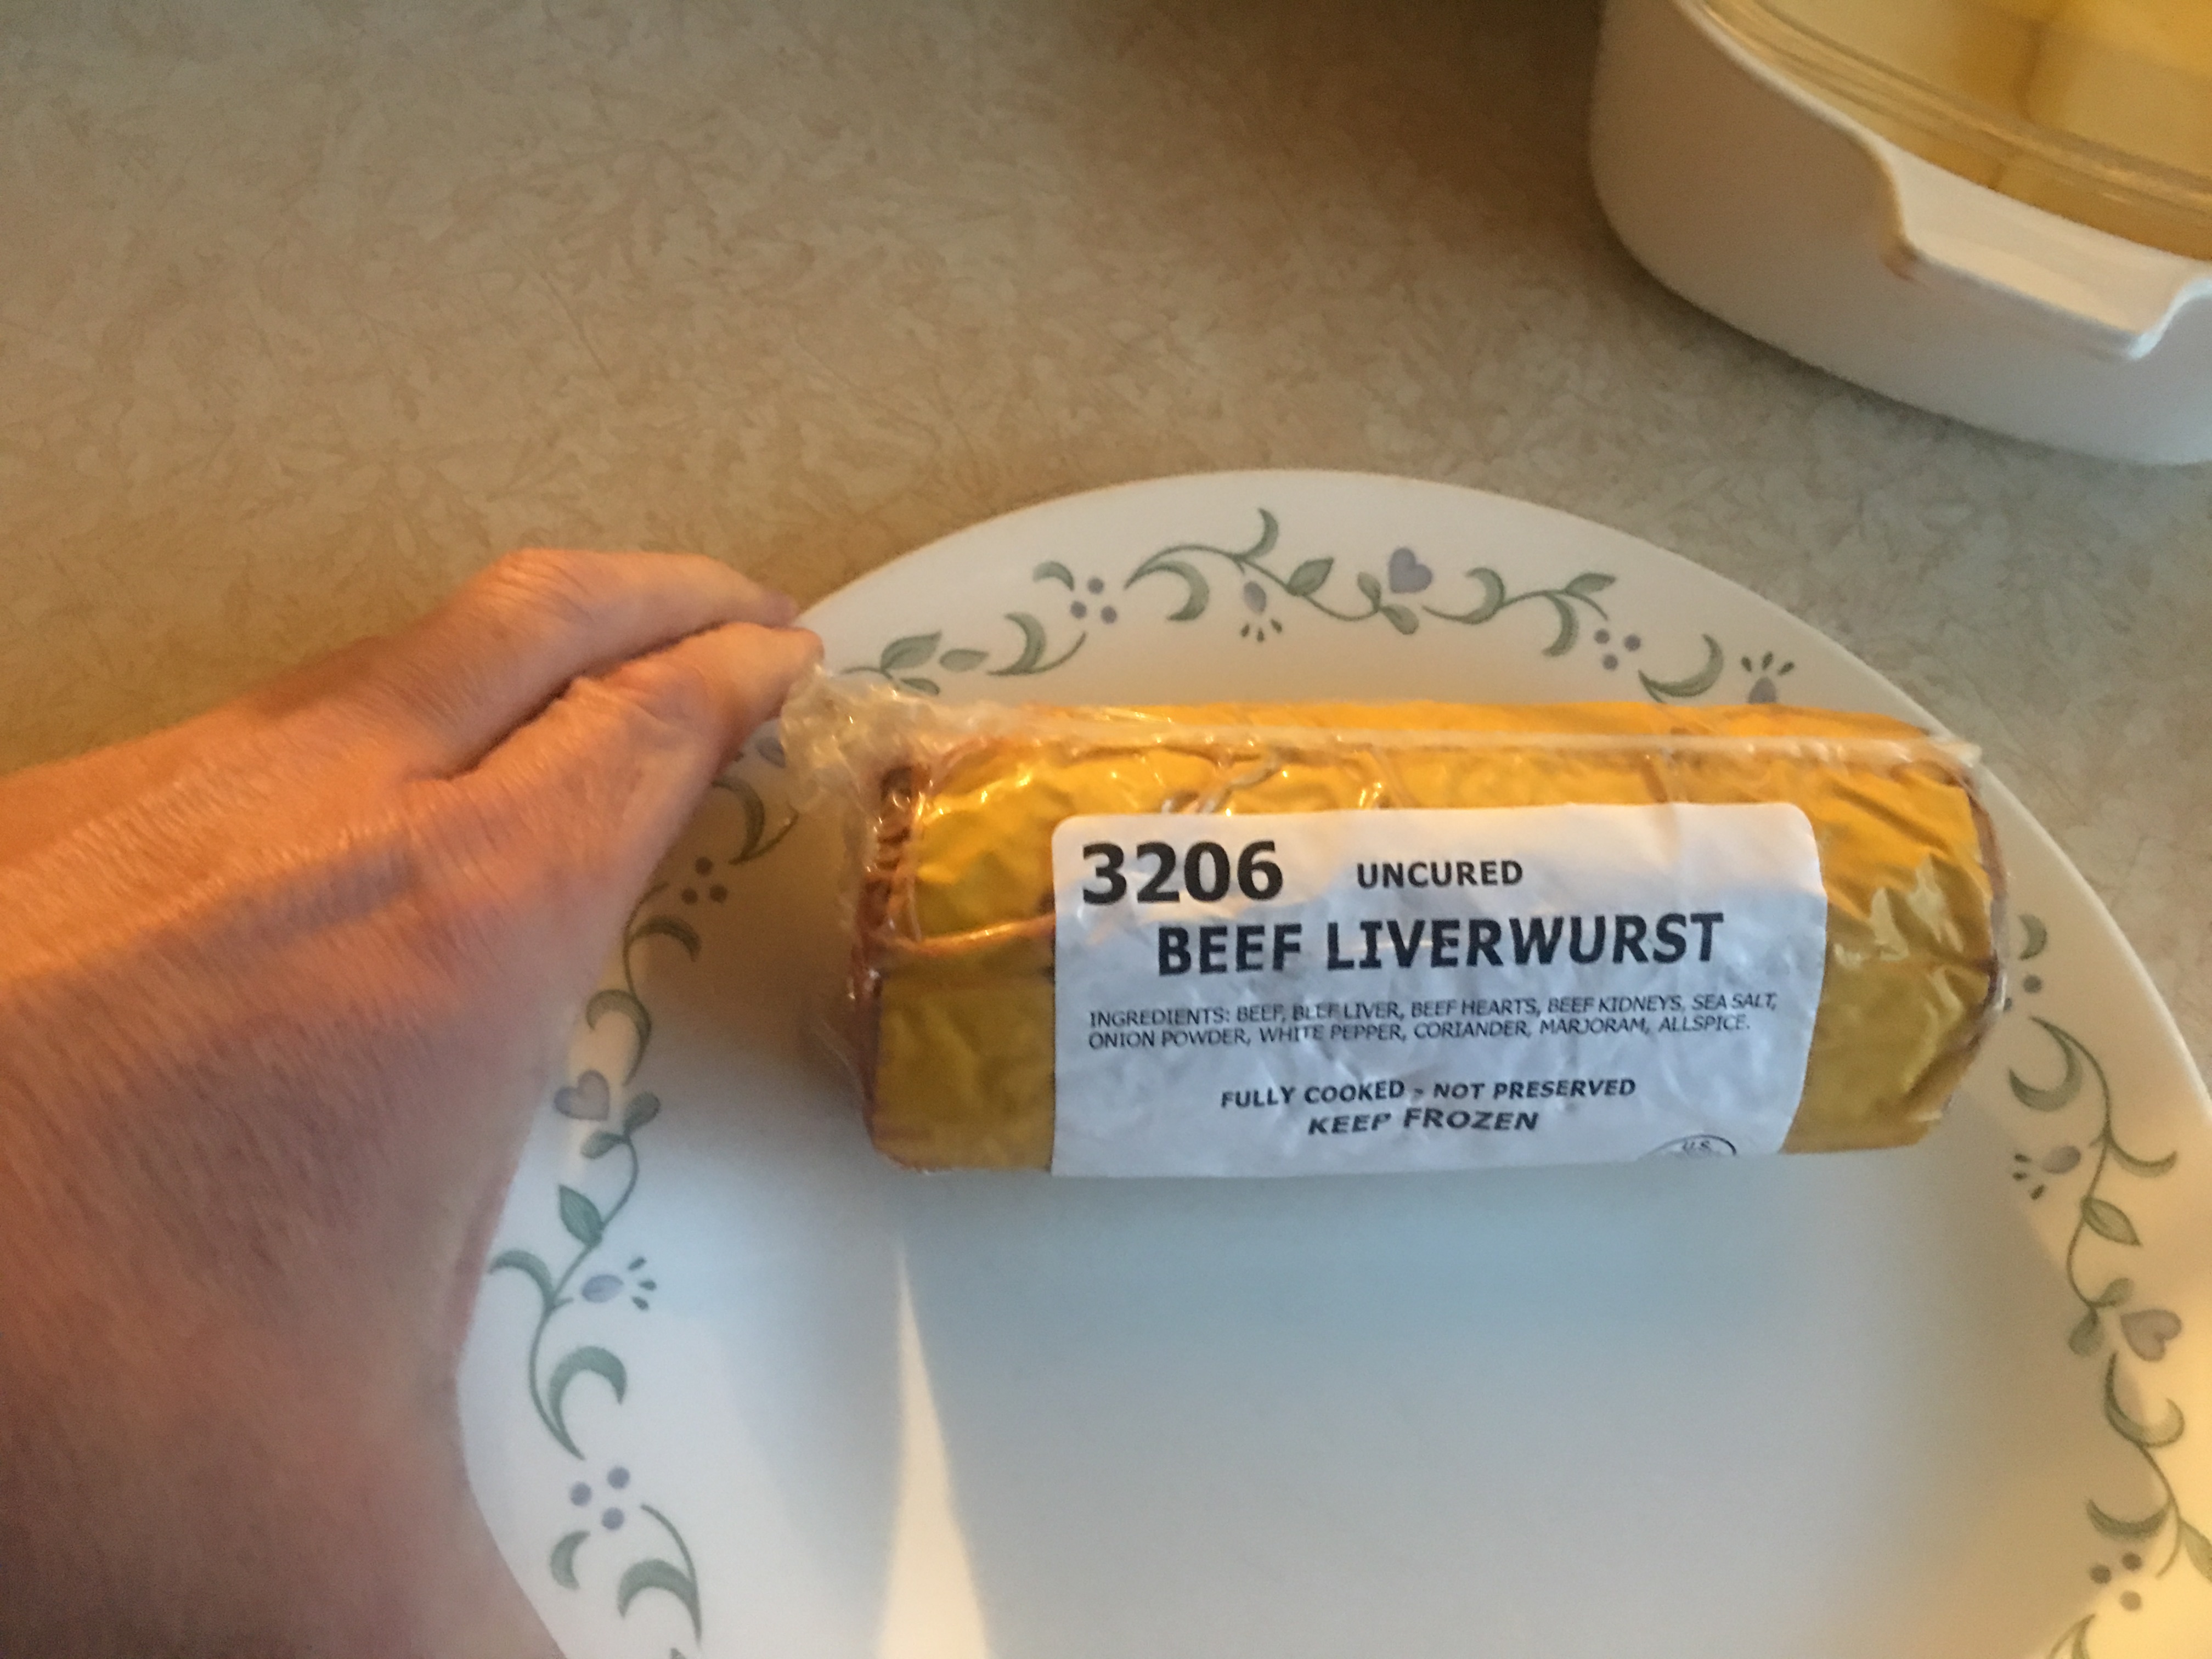 3206 UNCURED
BEEF LIVERWURST
INGREDIENTS: BEEF, BEEF LIVER, BEEF HEARTS, BEEF KIDNEYS, SEA SALT,
ONION POWDER, WHITE PEPPER, CORIANDER, MARJORAM, ALLSPICE.
FULLY COOKED - NOT PRESERVED
KEEP FROZEN
U.S.